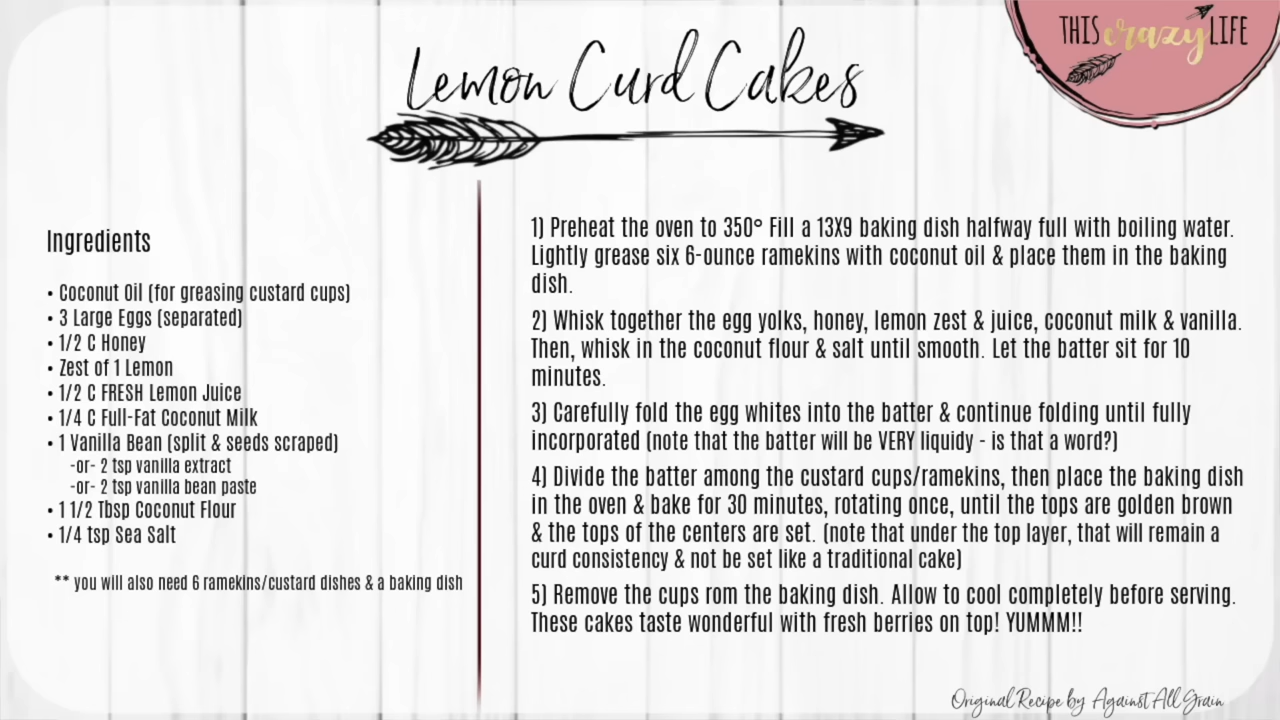 THIS crazy LIFE
Lemon Curd Cakes
Ingredients
• Coconut Oil (for greasing custard cups)
• 3 Large Eggs (separated)
• 1/2 C Honey
• Zest of 1 Lemon
• 1/2 C FRESH Lemon Juice
• 1/4 C Full-Fat Coconut Milk
• 1 Vanilla Bean (split & seeds scraped)
-or- 2 tsp vanilla extract
-or- 2 tsp vanilla bean paste
• 1 1/2 Tbsp Coconut Flour
• 1/4 tsp Sea Salt
** you will also need 6 ramekins/custard dishes & a baking dish
1) Preheat the oven to 350° Fill a 13X9 baking dish halfway full with boiling water.
Lightly grease six 6-ounce ramekins with coconut oil & place them in the baking
dish.
2) Whisk together the egg yolks, honey, lemon zest & juice, coconut milk & vanilla.
Then, whisk in the coconut flour & salt until smooth. Let the batter sit for 10
minutes.
3) Carefully fold the egg whites into the batter & continue folding until fully
incorporated (note that the batter will be VERY liquidy - is that a word?)
4) Divide the batter among the custard cups/ramekins, then place the baking dish
in the oven & bake for 30 minutes, rotating once, until the tops are golden brown
& the tops of the centers are set. (note that under the top layer, that will remain a
curd consistency & not be set like a traditional cake)
5) Remove the cups rom the baking dish. Allow to cool completely before serving.
These cakes taste wonderful with fresh berries on top! YUMMM!!
Original Recipe by Against All Grain